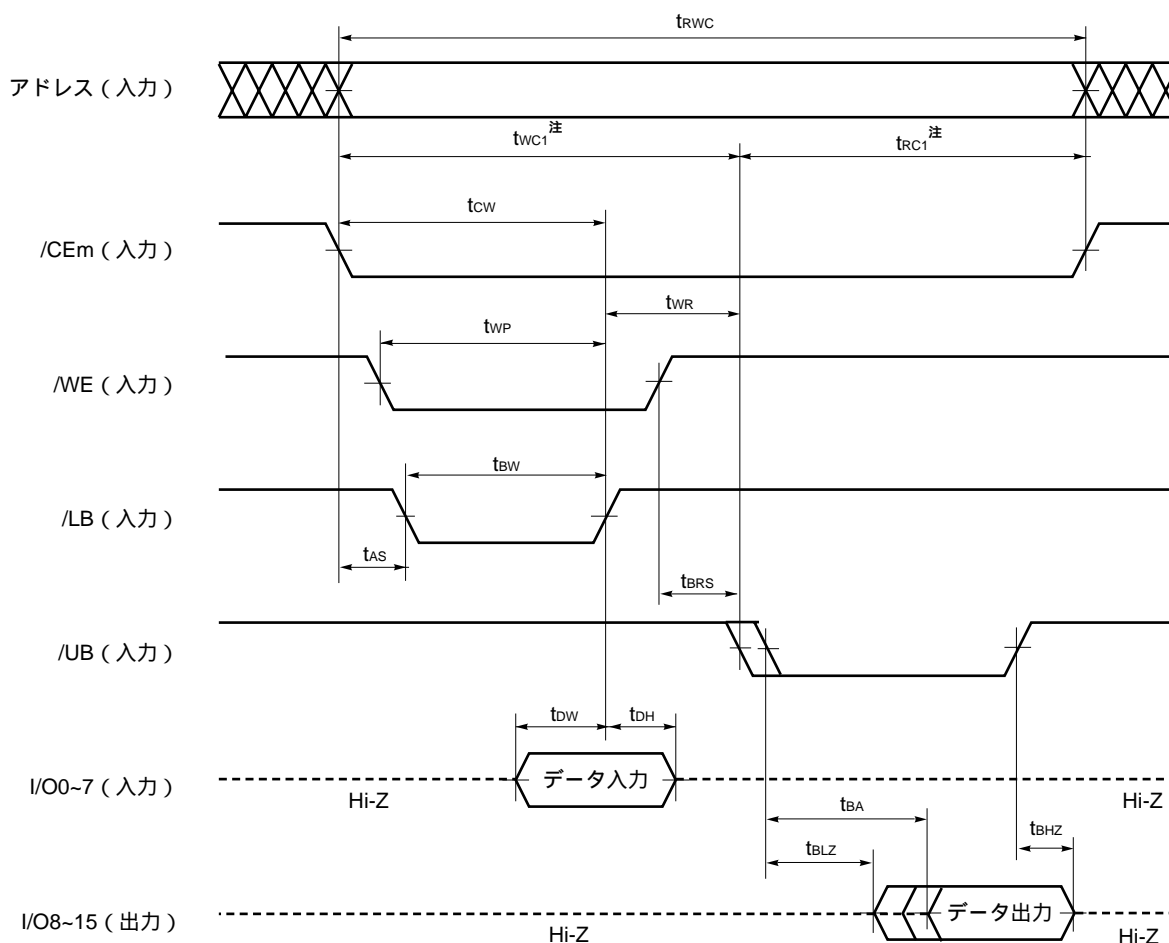 tRWC
アドレス（入力）
tWC1注
tRC1注
tCW
/CEm（入力）
tWR
tWP
/WE（入力）
tBW
/LB（入力）
tAS
tBRS
/UB（入力）
tDW
tDH
データ入力
I/O0~7（入力）
Hi-Z
Hi-Z
tBA
tBHZ
tBLZ
データ出力
I/O8~15（出力）
Hi-Z
Hi-Z